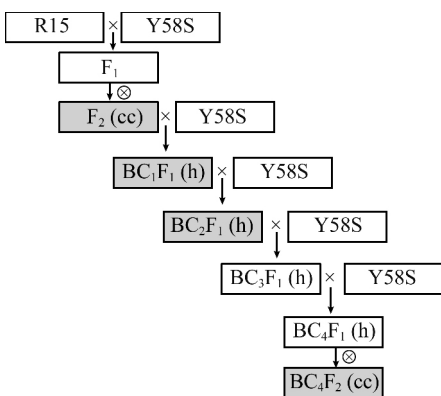 R15 × Y58S
F₁
⊗
F₂ (cc) × Y58S
BC₁F₁ (h) × Y58S
BC₂F₁ (h) × Y58S
BC₃F₁ (h) × Y58S
BC₄F₁ (h)
⊗
BC₄F₂ (cc)